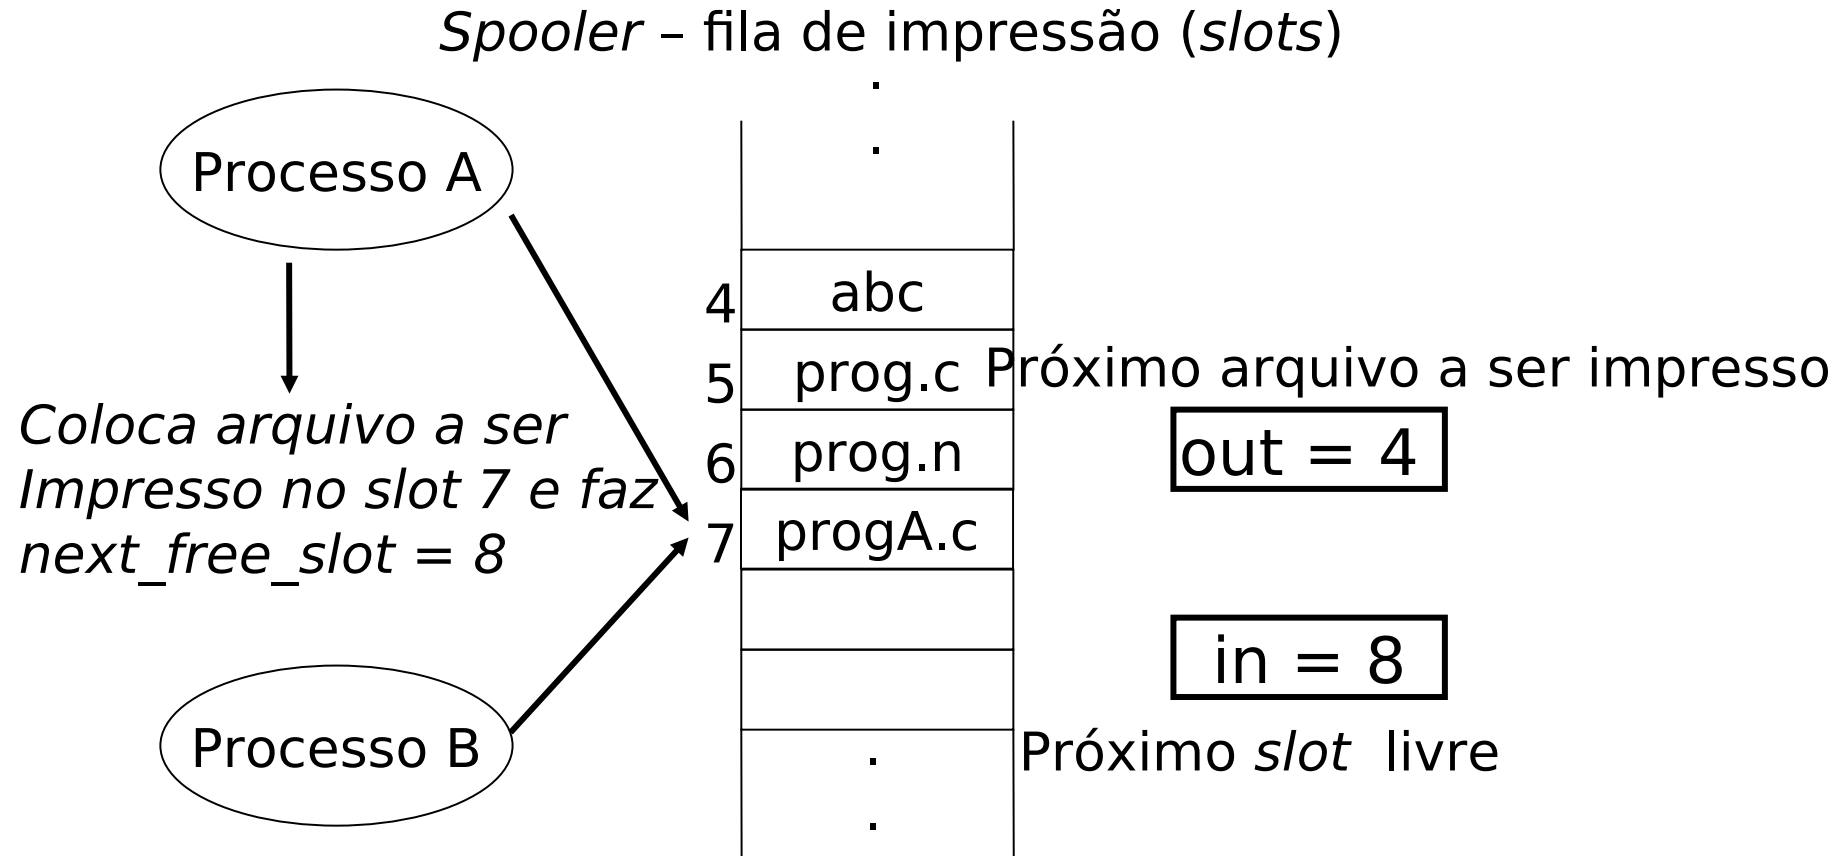 Spooler – fila de impressão (slots)
.
.
Processo A
4 abc
5 prog.c
6 prog.n
7 progA.c
Próximo arquivo a ser impresso
out = 4
Coloca arquivo a ser
Impresso no slot 7 e faz
next_free_slot = 8
in = 8
Próximo slot livre
Processo B
.
.